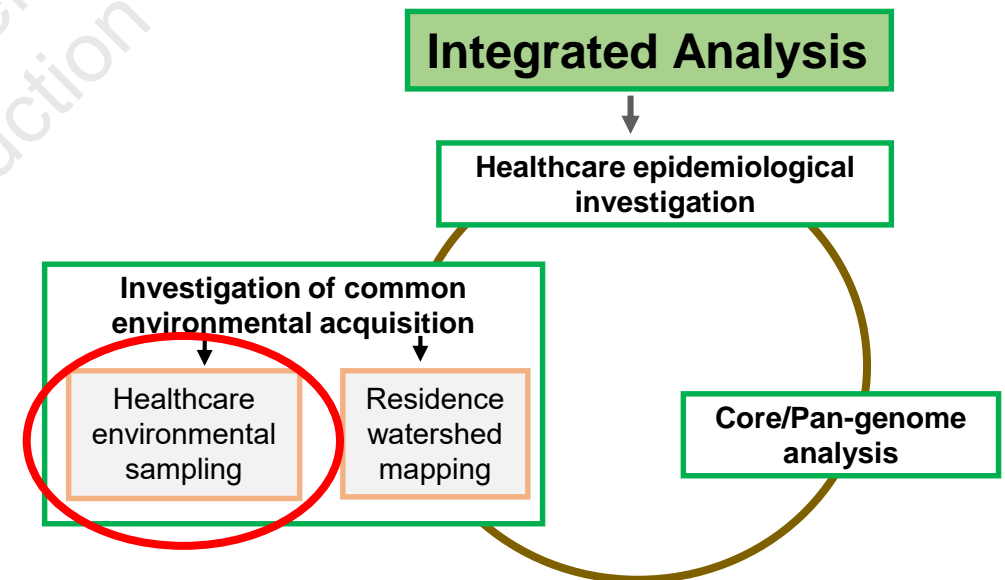 Integrated Analysis
Healthcare epidemiological
investigation
Investigation of common
environmental acquisition
Healthcare
environmental
sampling
Residence
watershed
mapping
Core/Pan-genome
analysis